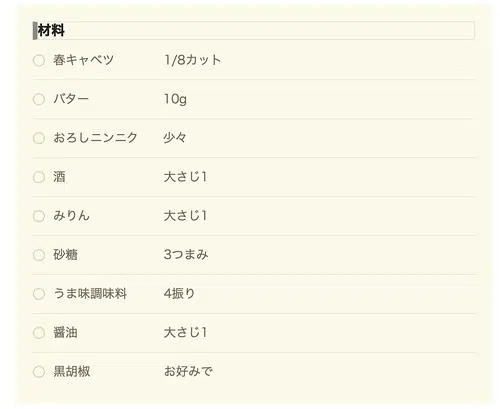 材料
春キャベツ 1/8カット
バター 10g
おろしニンニク 少々
酒 大さじ1
みりん 大さじ1
砂糖 3つまみ
うま味調味料 4振り
醤油 大さじ1
黒胡椒 お好みで